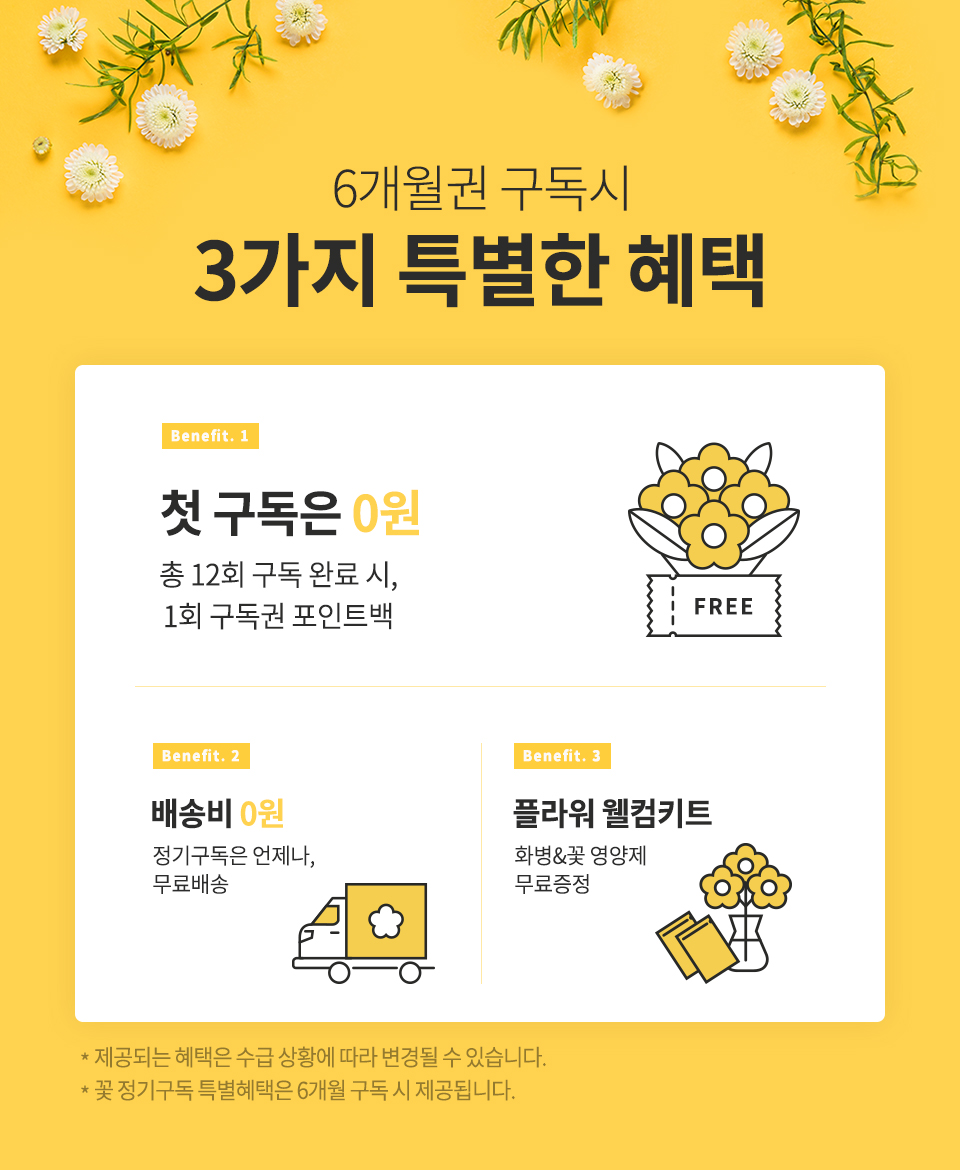 6개월권 구독시
3가지 특별한 혜택
Benefit. 1
첫 구독은 0원
총 12회 구독 완료 시,
1회 구독권 포인트백
FREE
Benefit. 2
배송비 0원
정기구독은 언제나,
무료배송
Benefit. 3
플라워 웰컴키트
화병&꽃 영양제
무료증정
* 제공되는 혜택은 수급 상황에 따라 변경될 수 있습니다.
* 꽃 정기구독 특별혜택은 6개월 구독 시 제공됩니다.